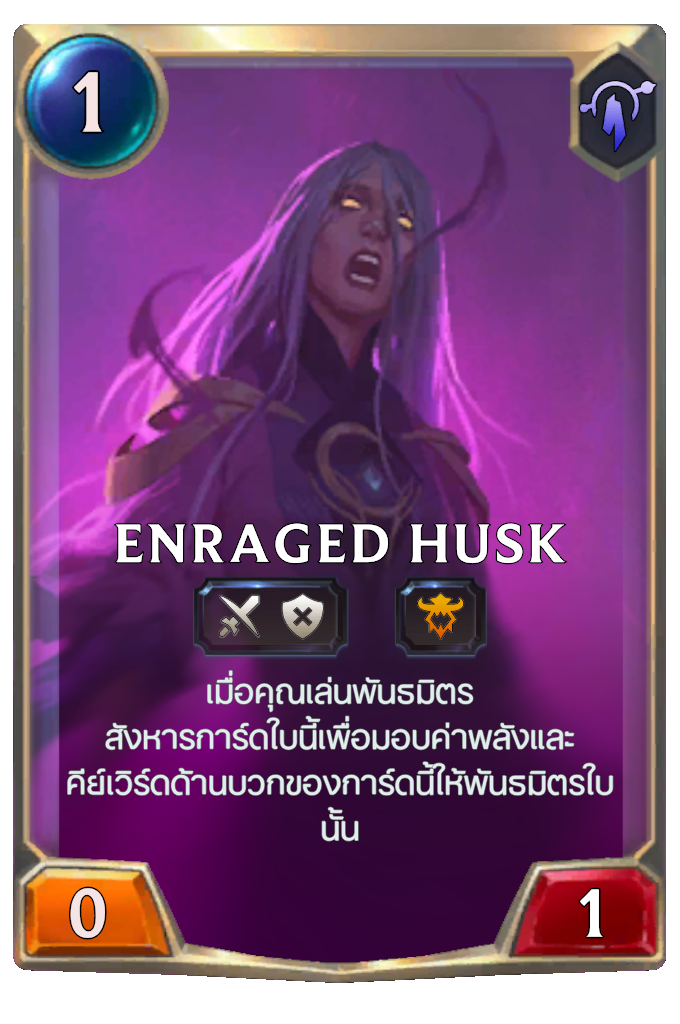 1
ENRAGED HUSK
เมื่อคุณเล่นพันธมิตร
สังหารการ์ดใบนี้เพื่อมอบค่าพลังและ
คีย์เวิร์ดด้านบวกของการ์ดนี้ให้พันธมิตรใบ
นั้น
0
1